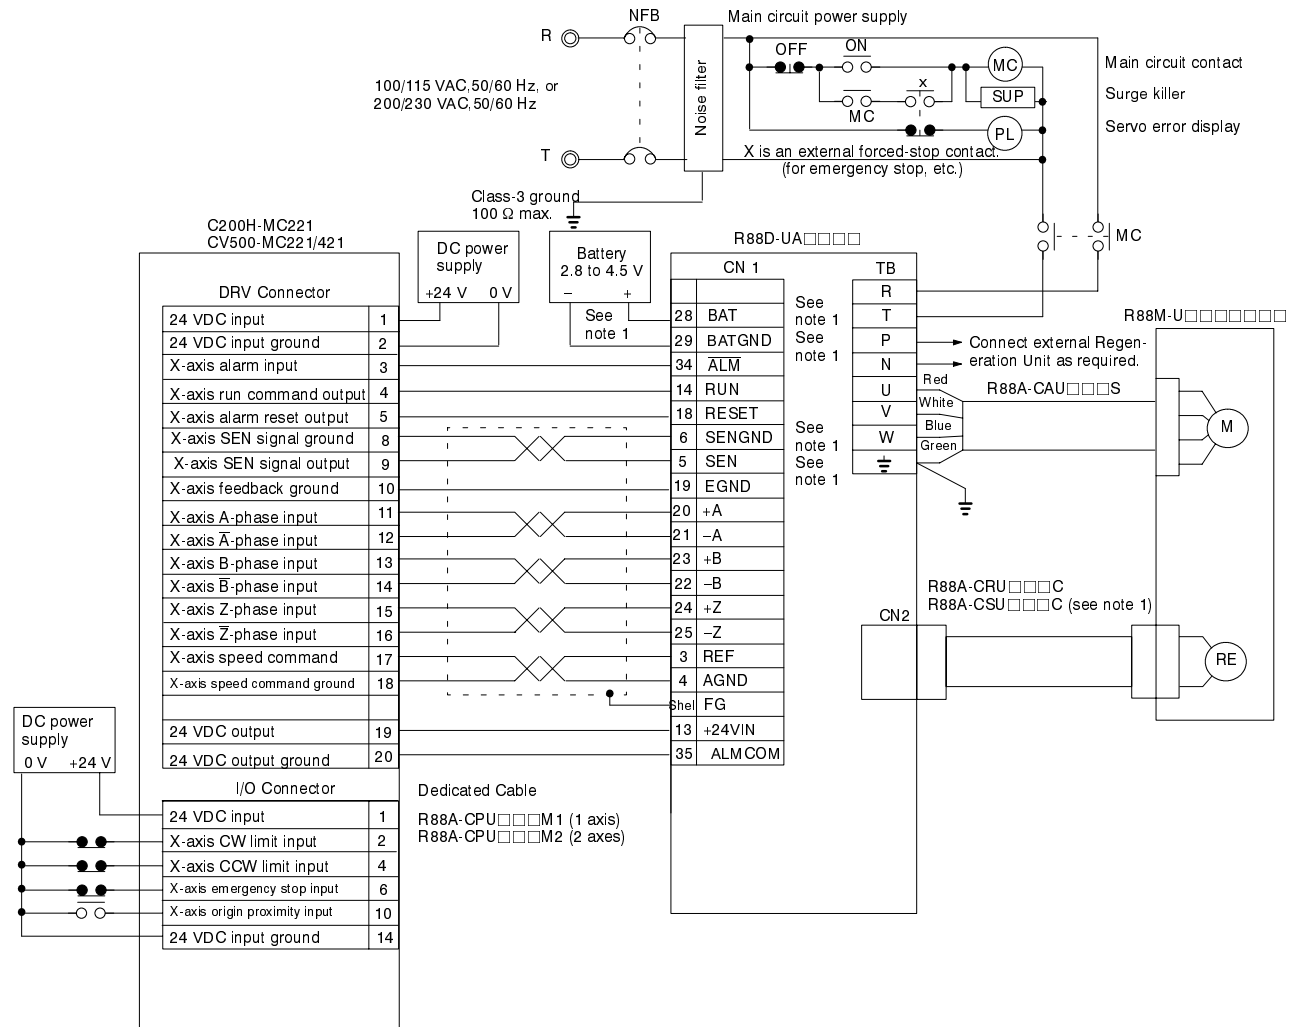 NFB
Main circuit power supply
R
OFF
ON
MC
Main circuit contact
100/115 VAC,50/60 Hz, or
200/230 VAC,50/60 Hz
Noise filter
x
MC
SUP
Surge killer
PL
Servo error display
T
X is an external forced-stop contact.
(for emergency stop, etc.)
Class-3 ground
100 Ω max.
MC
C200H-MC221
CV500-MC221/421
DC power
supply
+24 V 0 V
Battery
2.8 to 4.5 V
– +
See
note 1
R88D-UA□□□□
DRV Connector
24 VDC input 1
24 VDC input ground 2
X-axis alarm input 3
X-axis run command output 4
X-axis alarm reset output 5
X-axis SEN signal ground 8
X-axis SEN signal output 9
X-axis feedback ground 10
X-axis A-phase input 11
X-axis A̅-phase input 12
X-axis B-phase input 13
X-axis B̅-phase input 14
X-axis Z-phase input 15
X-axis Z̅-phase input 16
X-axis speed command 17
X-axis speed command ground 18
24 VDC output 19
24 VDC output ground 20
CN 1
28 BAT
29 BATGND
34 A̅L̅M̅
14 RUN
18 RESET
6 SENGND
5 SEN
19 EGND
20 +A
21 –A
23 +B
22 –B
24 +Z
25 –Z
3 REF
4 AGND
Shel FG
13 +24VIN
35 ALMCOM
See
note 1
See
note 1
See
note 1
See
note 1
TB
R
T
P
N
U
V
W
Connect external Regen-
eration Unit as required.
Red
White
Blue
Green
R88A-CAU□□□S
R88M-U□□□□□□□
M
R88A-CRU□□□C
R88A-CSU□□□C (see note 1)
CN2
RE
DC power
supply
0 V +24 V
I/O Connector
24 VDC input 1
X-axis CW limit input 2
X-axis CCW limit input 4
X-axis emergency stop input 6
X-axis origin proximity input 10
24 VDC input ground 14
Dedicated Cable
R88A-CPU□□□M1 (1 axis)
R88A-CPU□□□M2 (2 axes)